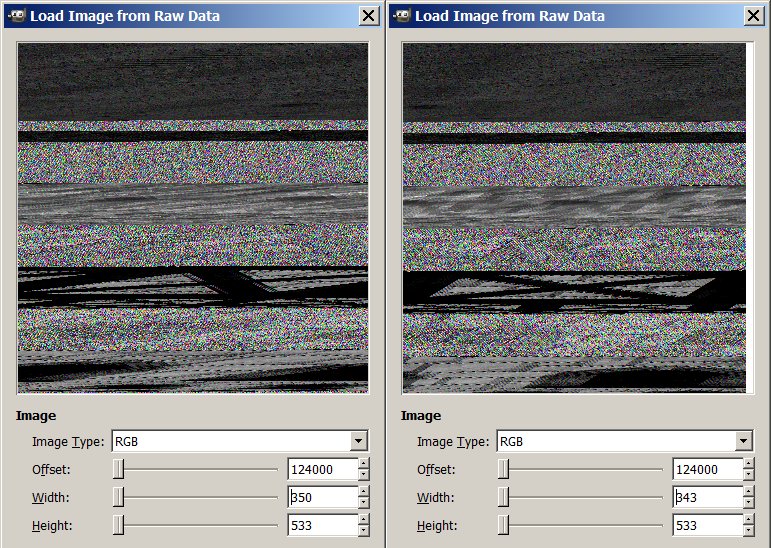 Load Image from Raw Data
Image
Image Type: RGB
Offset: 124000
Width: 350
Height: 533
Load Image from Raw Data
Image
Image Type: RGB
Offset: 124000
Width: 343
Height: 533